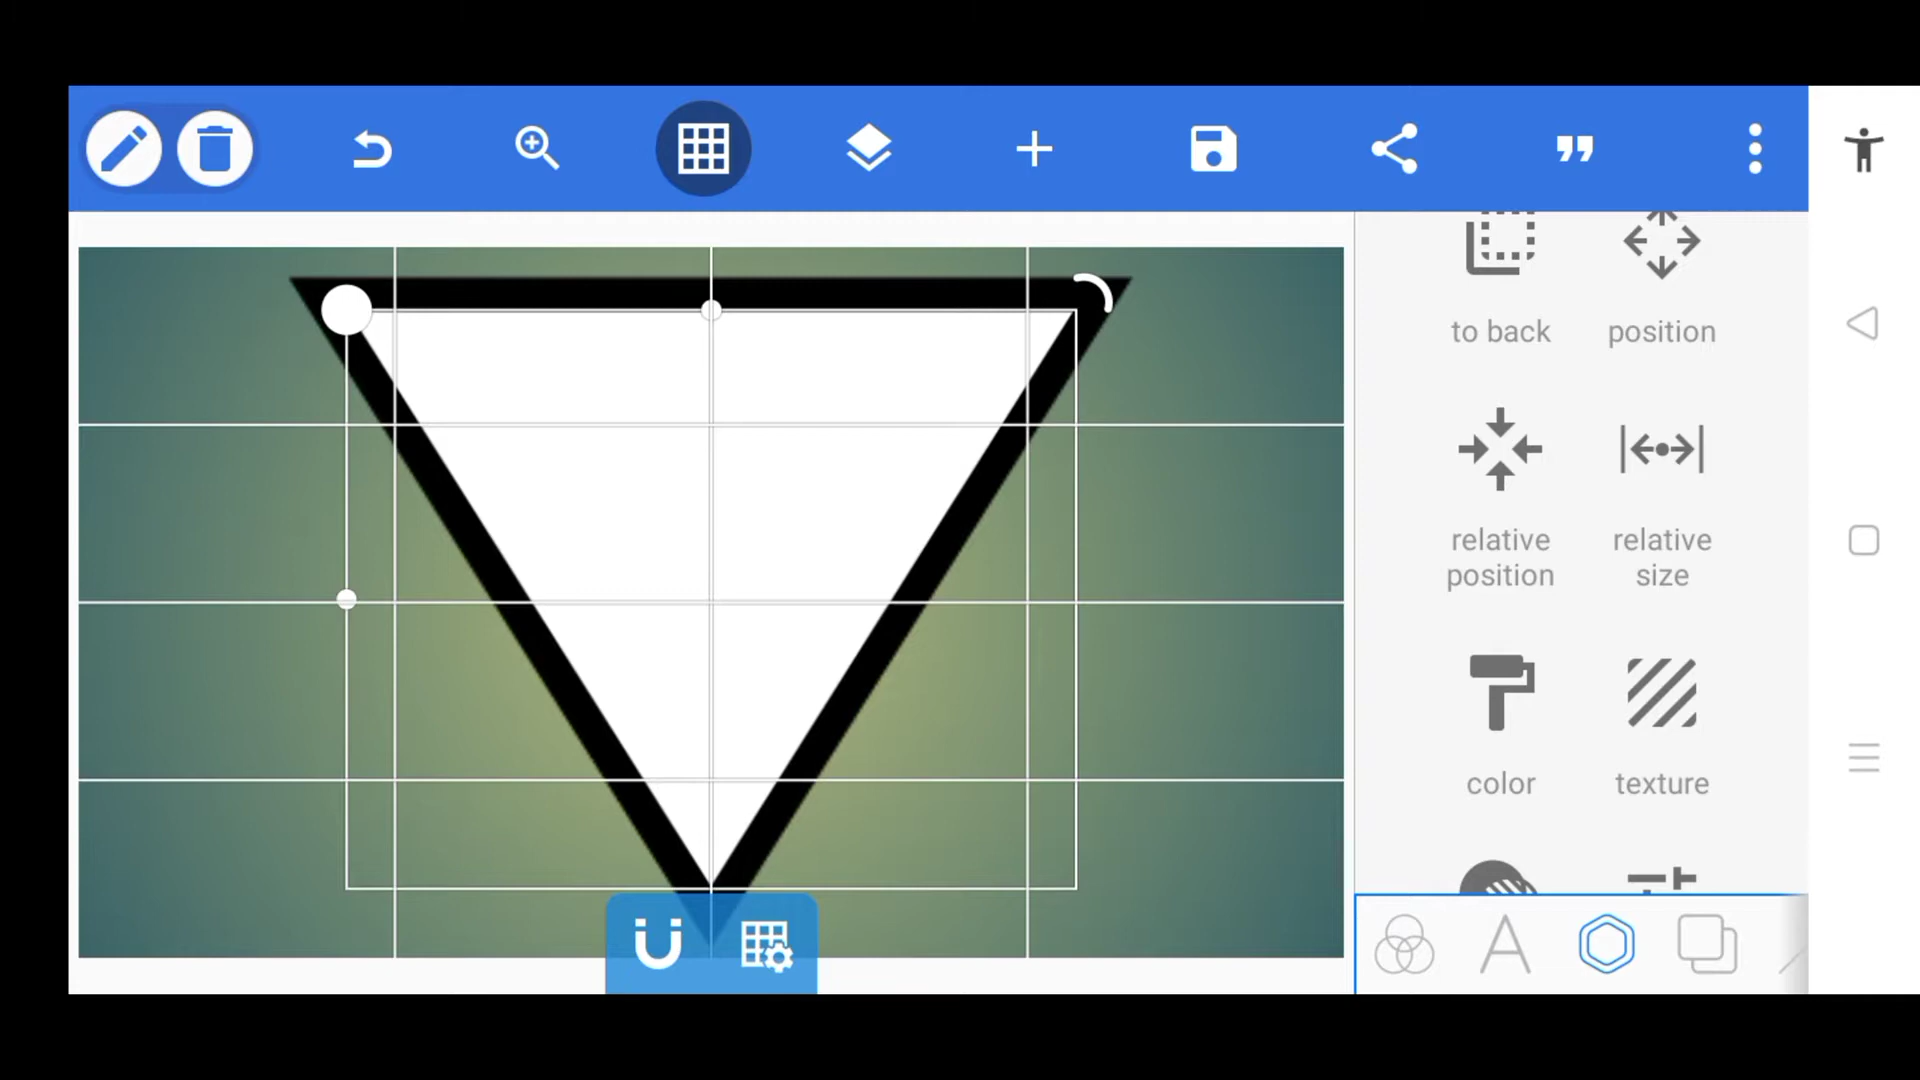 to back
position
relative
position
relative
size
color
texture